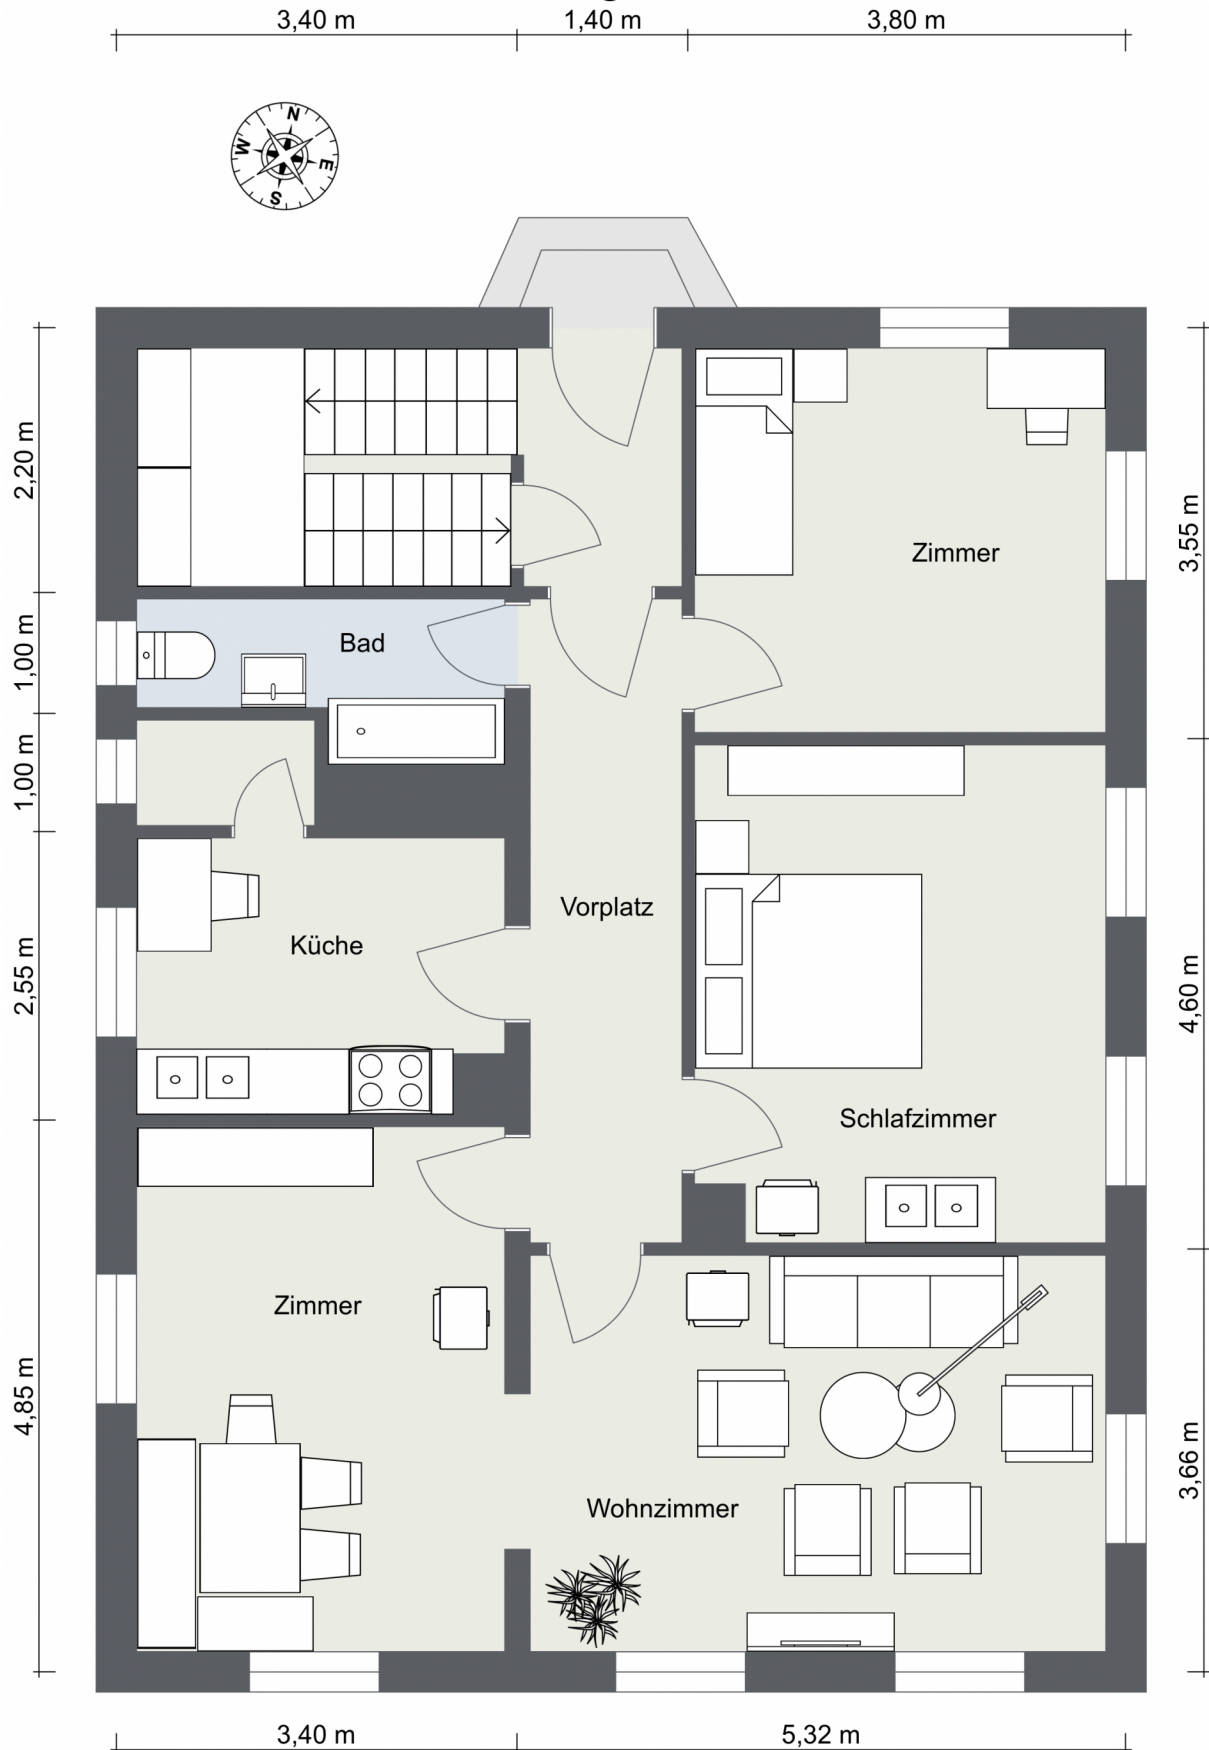 3,40 m
1,40 m
3,80 m
N
W
E
S
2,20 m
3,55 m
Zimmer
1,00 m
Bad
1,00 m
Vorplatz
Küche
2,55 m
4,60 m
Schlafzimmer
Zimmer
4,85 m
3,66 m
Wohnzimmer
3,40 m
5,32 m